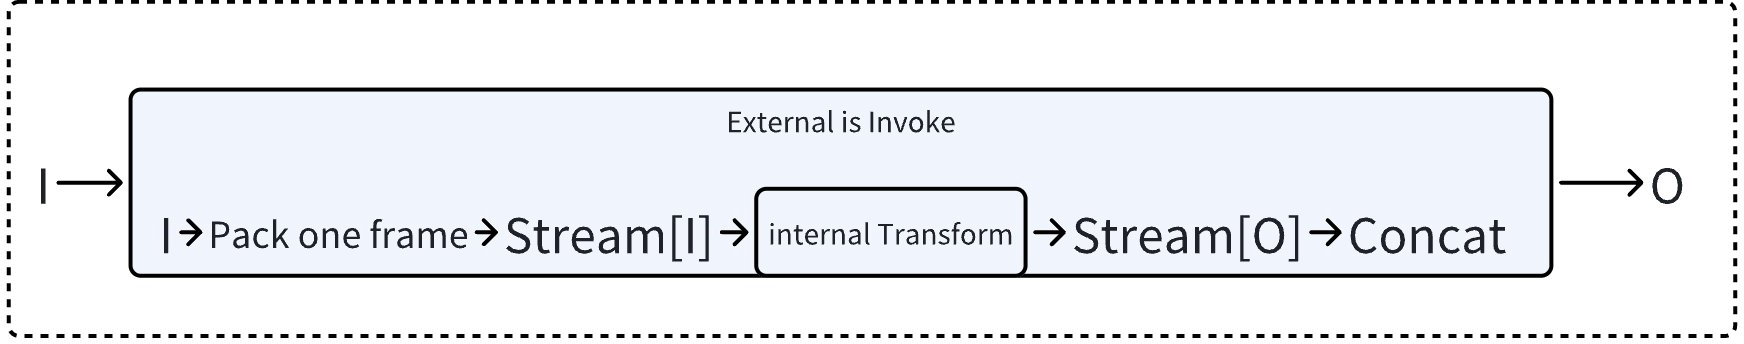 External is Invoke
I
I Pack one frame Stream[I] internal Transform Stream[O] Concat
O